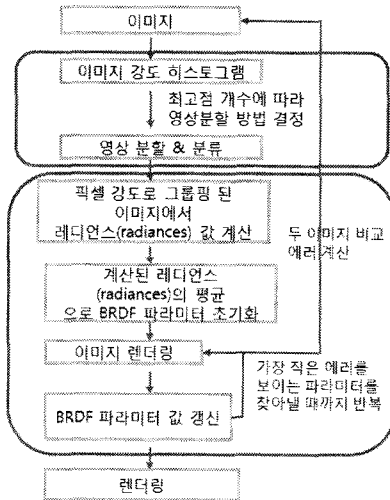 이미지
이미지 강도 히스토그램
최고점 개수에 따라
영상분할 방법 결정
영상 분할 & 분류
픽셀 강도로 그룹핑 된
이미지에서
레디언스(radiances) 값 계산
두 이미지 비교
에러 계산
계산된 레디언스
(radiances)의 평균
으로 BRDF 파라미터 초기화
이미지 렌더링
가장 작은 에러를
보이는 파라미터를
찾아낼 때까지 반복
BRDF 파라미터 값 갱신
렌더링